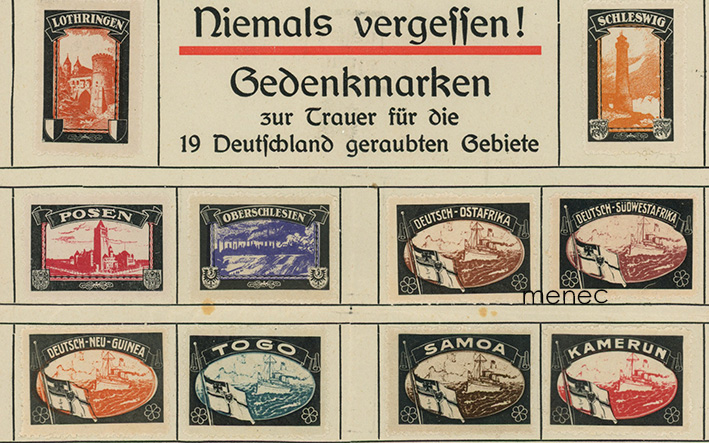 LOTHRINGEN
Niemals vergessen!
SCHLESWIG
Gedenkmarken
zur Trauer für die
19 Deutschland geraubten Gebiete
POSEN
OBERSCHLESIEN
DEUTSCH-OSTAFRIKA
DEUTSCH-SÜDWESTAFRIKA
menec
DEUTSCH-NEU-GUINEA
TOGO
SAMOA
KAMERUN